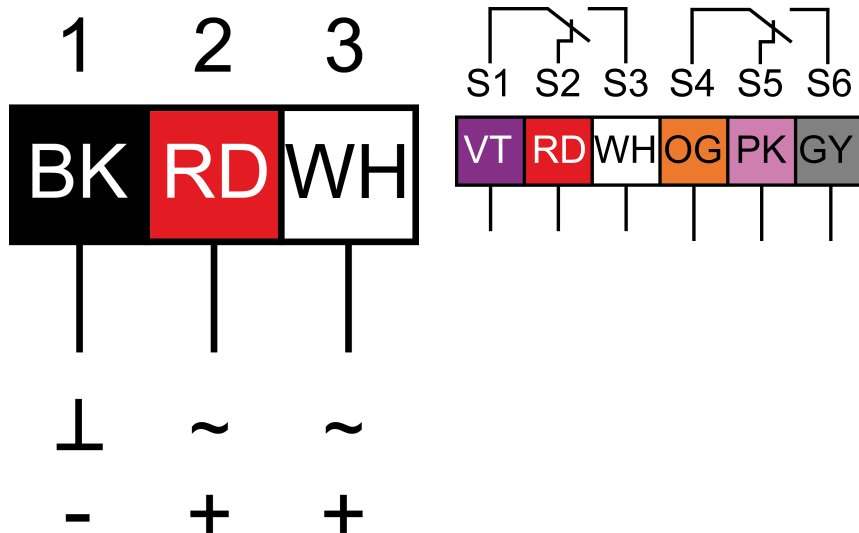 1 2 3
BK RD WH
⊥ ~ ~
- + +
S1 S2 S3 S4 S5 S6
VT RD WH OG PK GY